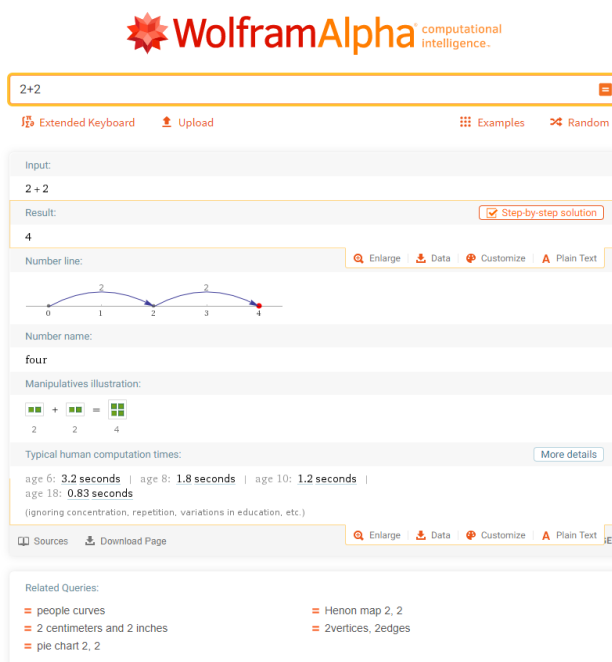 WolframAlpha computational
intelligence.
2+2
Extended Keyboard Upload Examples Random
Input:
2 + 2
Result: Step-by-step solution
4
Enlarge Data Customize A Plain Text
Number line:
2 2
0 1 2 3 4
Number name:
four
Manipulatives illustration:
+ =
2 2 4
Typical human computation times: More details
age 6: 3.2 seconds | age 8: 1.8 seconds | age 10: 1.2 seconds |
age 18: 0.83 seconds
(ignoring concentration, repetition, variations in education, etc.)
Enlarge Data Customize A Plain Text
Sources Download Page
Related Queries:
= people curves = Henon map 2, 2
= 2 centimeters and 2 inches = 2vertices, 2edges
= pie chart 2, 2